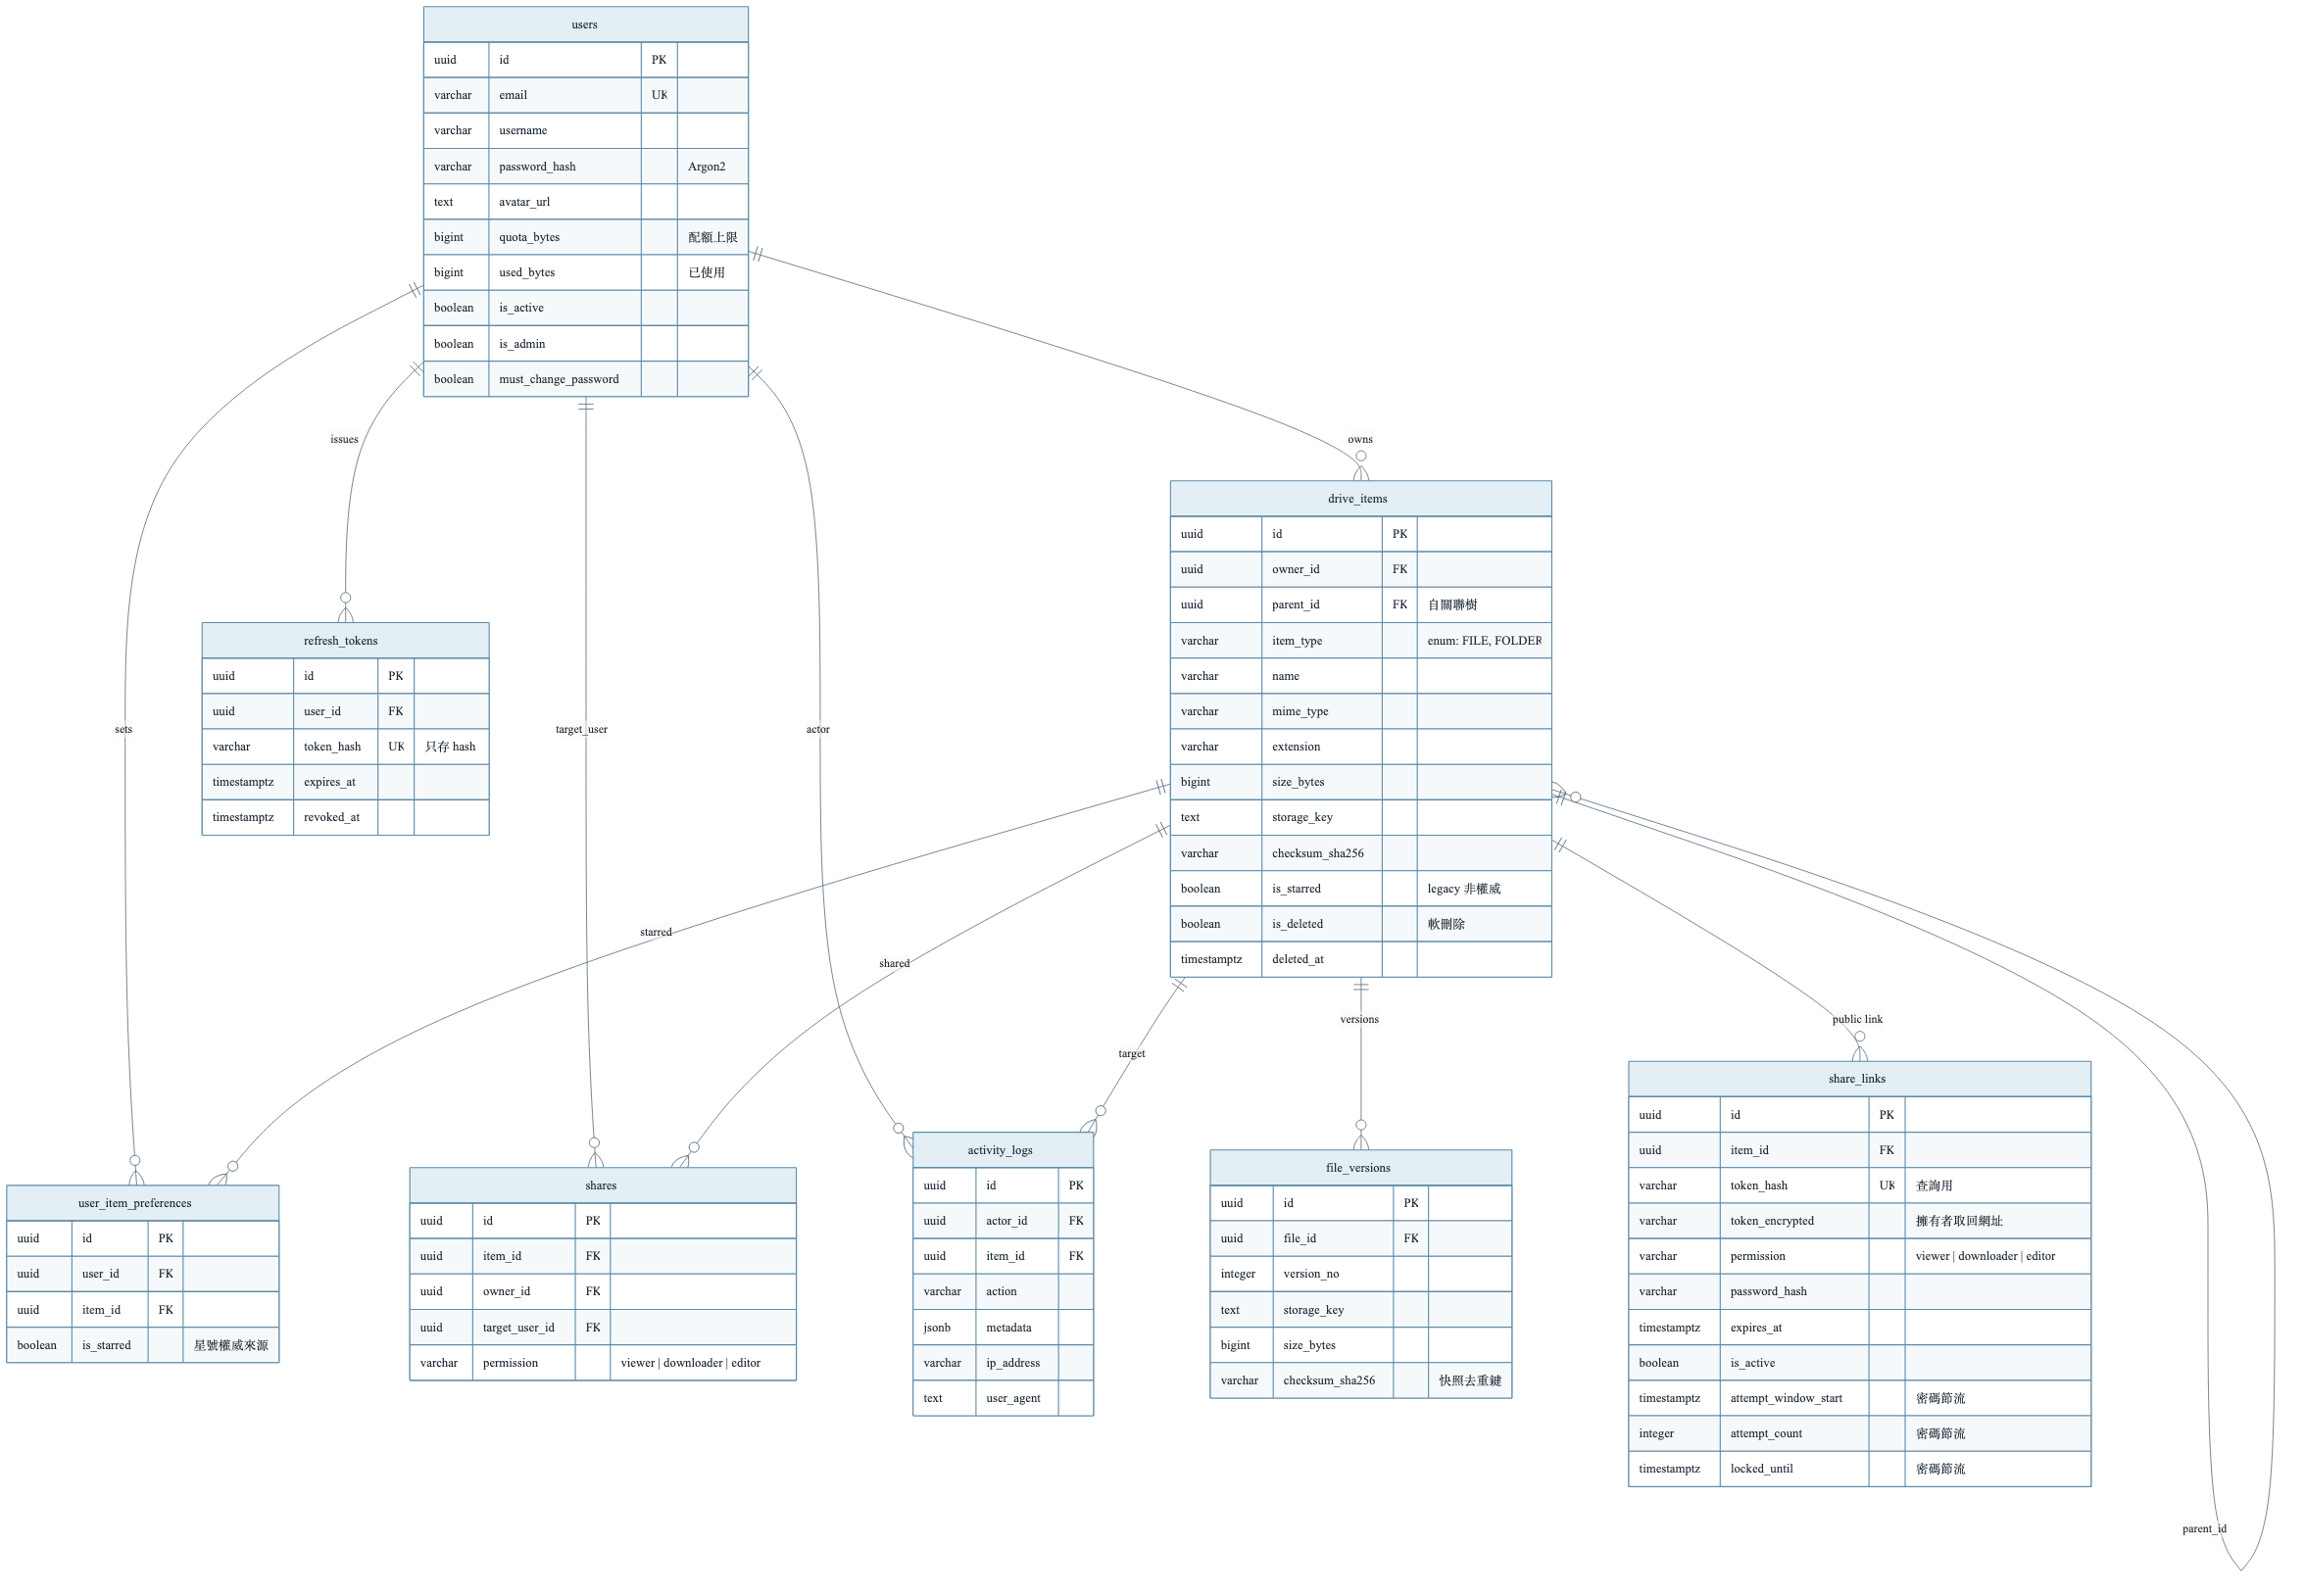 users
uuid id PK
varchar email UK
varchar username
varchar password_hash Argon2
text avatar_url
bigint quota_bytes 配額上限
bigint used_bytes 已使用
boolean is_active
boolean is_admin
boolean must_change_password
issues
owns
sets
target_user
actor
refresh_tokens
uuid id PK
uuid user_id FK
varchar token_hash UK 只存 hash
timestamptz expires_at
timestamptz revoked_at
drive_items
uuid id PK
uuid owner_id FK
uuid parent_id FK 自關聯樹
varchar item_type enum: FILE, FOLDER
varchar name
varchar mime_type
varchar extension
bigint size_bytes
text storage_key
varchar checksum_sha256
boolean is_starred legacy 非權威
boolean is_deleted 軟刪除
timestamptz deleted_at
starred
shared
target
versions
public link
user_item_preferences
uuid id PK
uuid user_id FK
uuid item_id FK
boolean is_starred 星號權威來源
shares
uuid id PK
uuid item_id FK
uuid owner_id FK
uuid target_user_id FK
varchar permission viewer | downloader | editor
activity_logs
uuid id PK
uuid actor_id FK
uuid item_id FK
varchar action
jsonb metadata
varchar ip_address
text user_agent
file_versions
uuid id PK
uuid file_id FK
integer version_no
text storage_key
bigint size_bytes
varchar checksum_sha256 快照去重鍵
share_links
uuid id PK
uuid item_id FK
varchar token_hash UK 查詢用
varchar token_encrypted 擁有者取回網址
varchar permission viewer | downloader | editor
varchar password_hash
timestamptz expires_at
boolean is_active
timestamptz attempt_window_start 密碼節流
integer attempt_count 密碼節流
timestamptz locked_until 密碼節流
parent_id